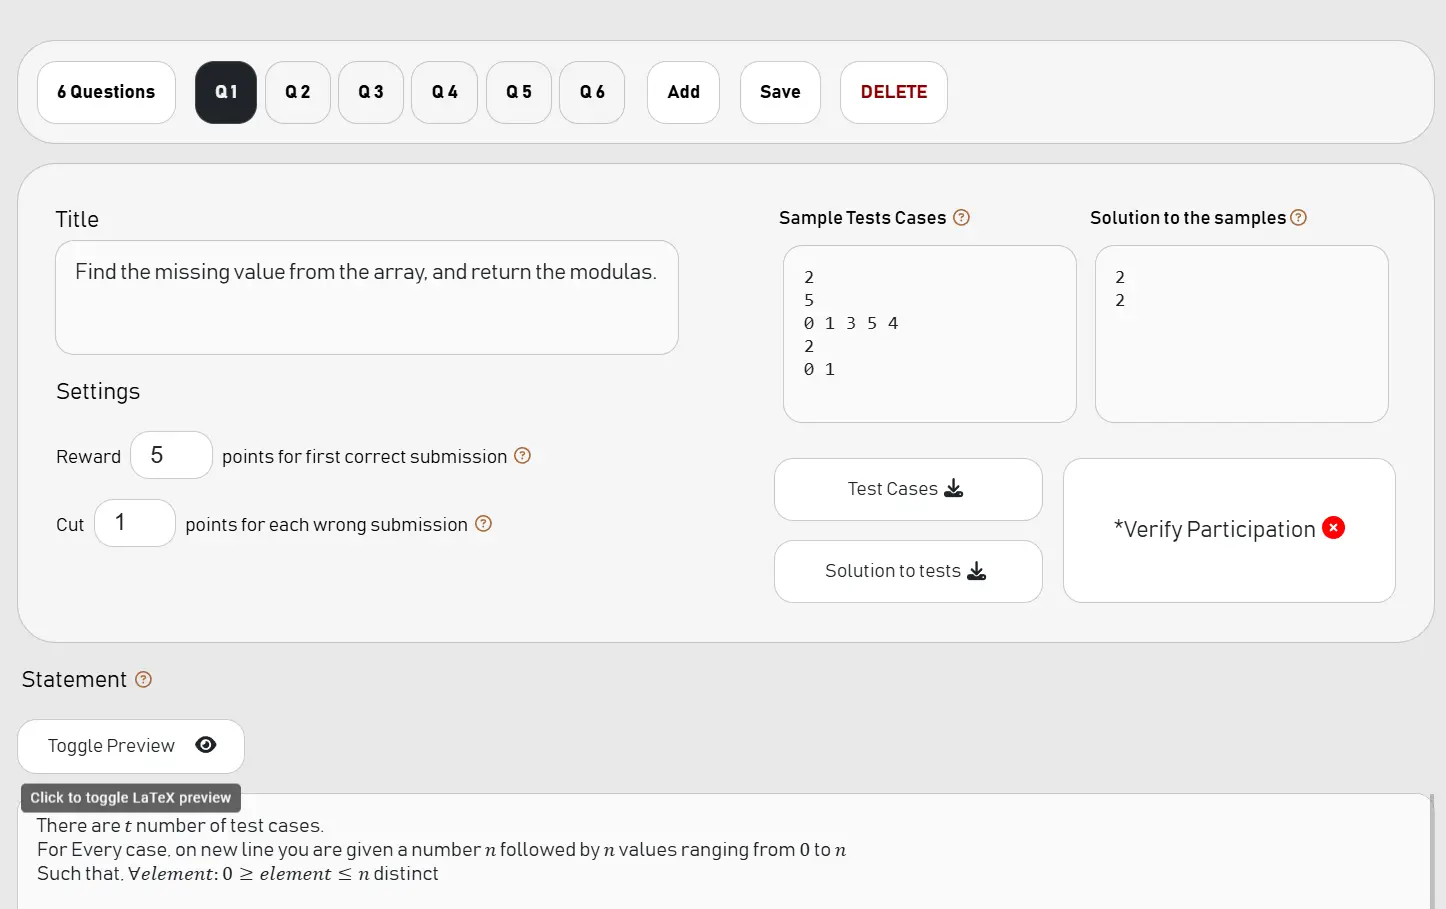 6 Questions
Q 1
Q 2
Q 3
Q 4
Q 5
Q 6
Add
Save
DELETE
Title
Find the missing value from the array, and return the modulas.
Settings
Reward 5 points for first correct submission ?
Cut 1 points for each wrong submission ?
Sample Tests Cases ?
2
5
0 1 3 5 4
2
0 1
Solution to the samples ?
2
2
Test Cases
Solution to tests
*Verify Participation
Statement ?
Toggle Preview
Click to toggle LaTeX preview
There are t number of test cases.
For Every case, on new line you are given a number n followed by n values ranging from 0 to n
Such that, ∀element: 0 ≥ element ≤ n distinct